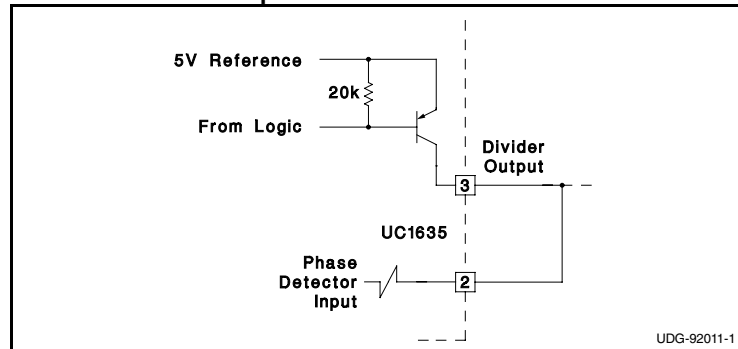 5V Reference
20k
From Logic
Divider
Output
3
UC1635
Phase
Detector
Input
2
UDG-92011-1